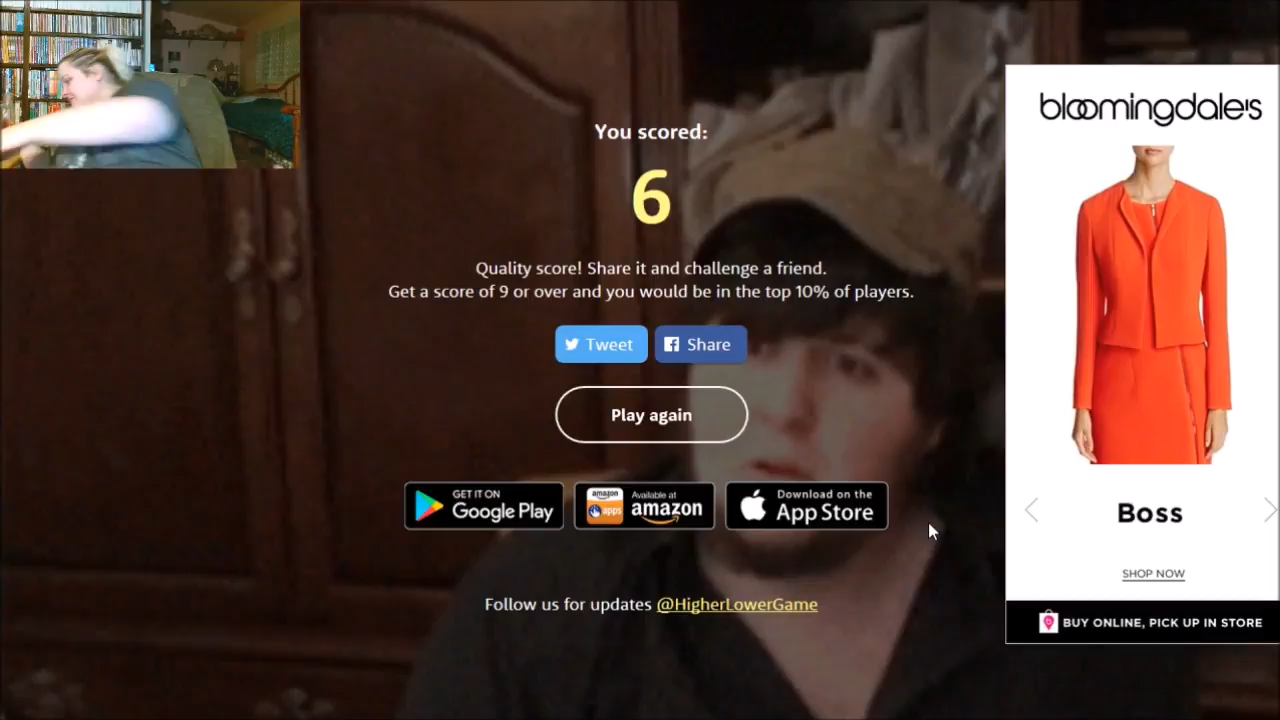 You scored:
6
Quality score! Share it and challenge a friend.
Get a score of 9 or over and you would be in the top 10% of players.
Tweet
Share
Play again
GET IT ON
Google Play
amazon
apps
Available at
amazon
Download on the
App Store
Follow us for updates @HigherLowerGame
bloomingdale's
Boss
SHOP NOW
BUY ONLINE, PICK UP IN STORE